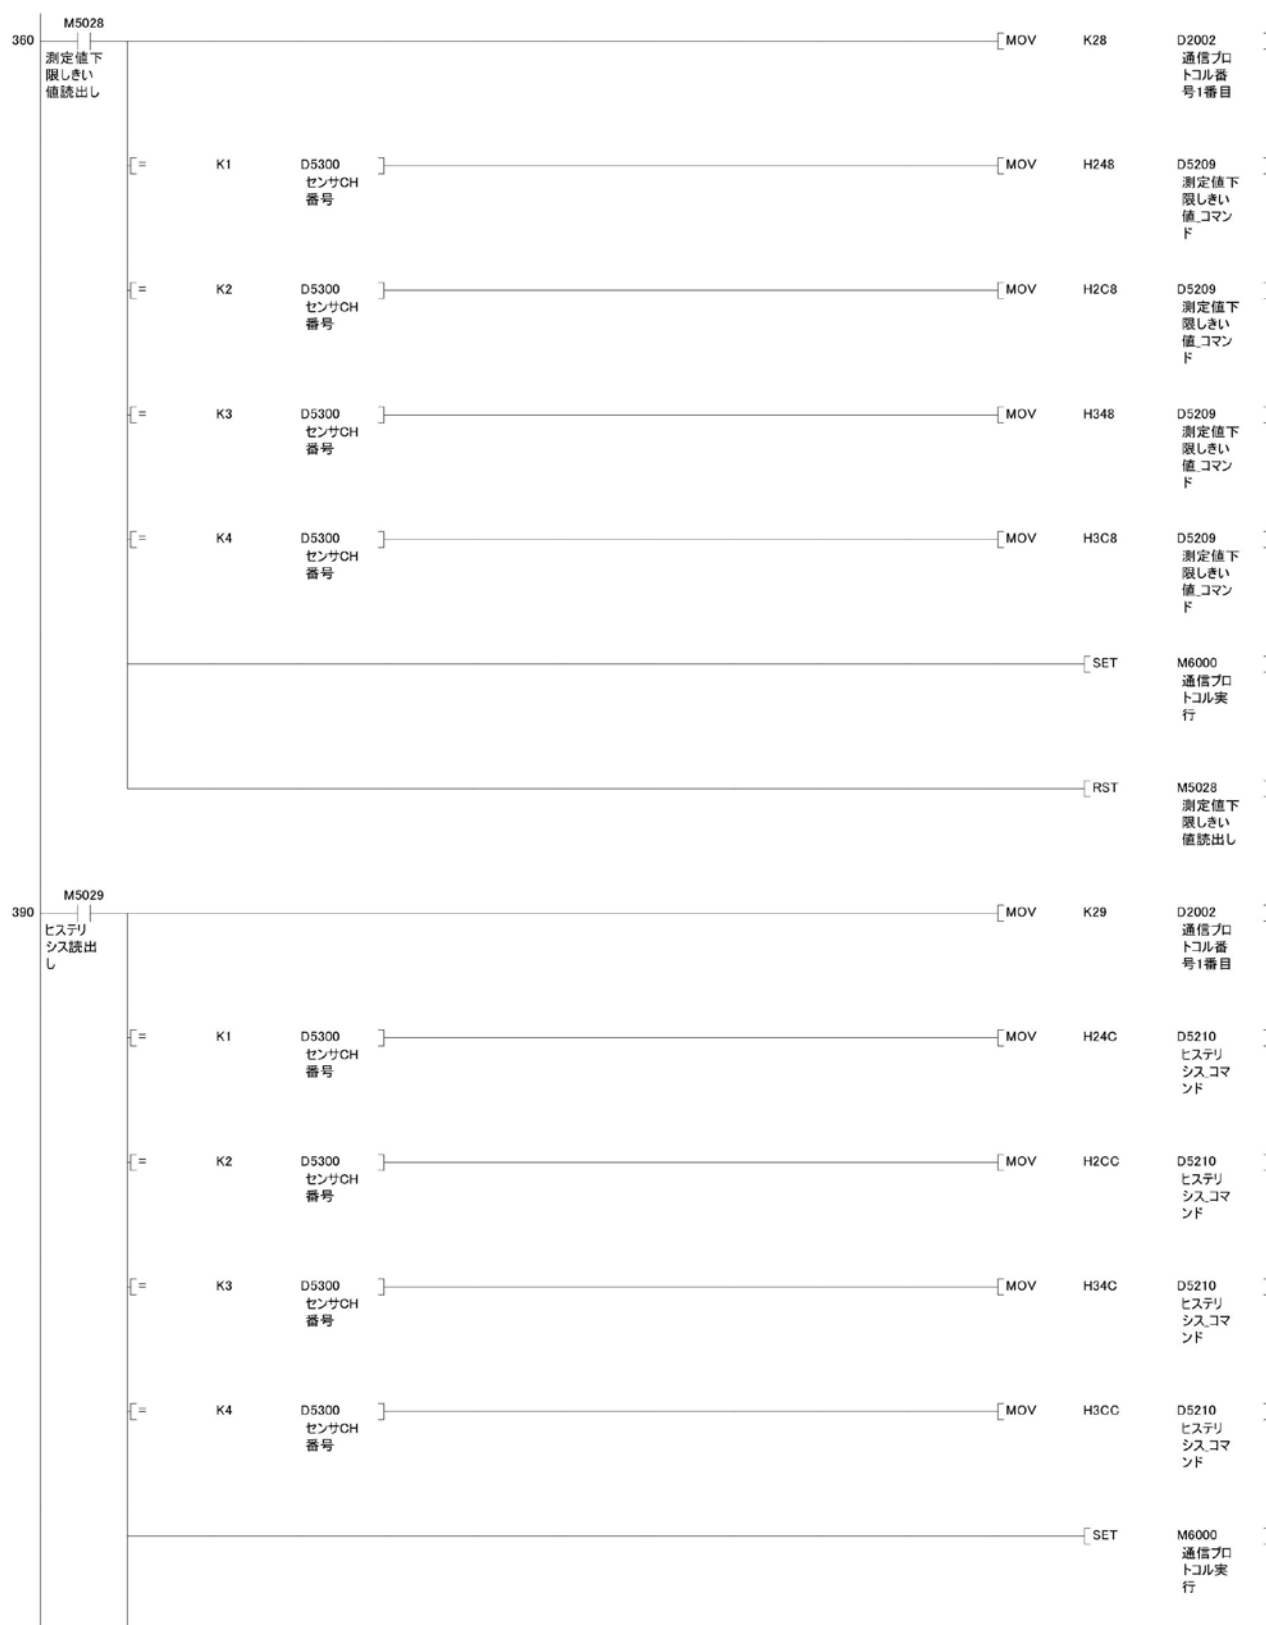 M5028
360 MOV K28 D2002
測定値下 通信プロ
限しきい トコル番
値読出し 号1番目
= K1 D5300 MOV H248 D5209
センサCH 測定値下
番号 限しきい
値_コマン
ド
= K2 D5300 MOV H2C8 D5209
センサCH 測定値下
番号 限しきい
値_コマン
ド
= K3 D5300 MOV H348 D5209
センサCH 測定値下
番号 限しきい
値_コマン
ド
= K4 D5300 MOV H3C8 D5209
センサCH 測定値下
番号 限しきい
値_コマン
ド
SET M6000
通信プロ
トコル実
行
RST M5028
測定値下
限しきい
値読出し
M5029
390 MOV K29 D2002
ヒステリ 通信プロ
シス読出 トコル番
し 号1番目
= K1 D5300 MOV H24C D5210
センサCH ヒステリ
番号 シス_コマ
ンド
= K2 D5300 MOV H2CC D5210
センサCH ヒステリ
番号 シス_コマ
ンド
= K3 D5300 MOV H34C D5210
センサCH ヒステリ
番号 シス_コマ
ンド
= K4 D5300 MOV H3CC D5210
センサCH ヒステリ
番号 シス_コマ
ンド
SET M6000
通信プロ
トコル実
行